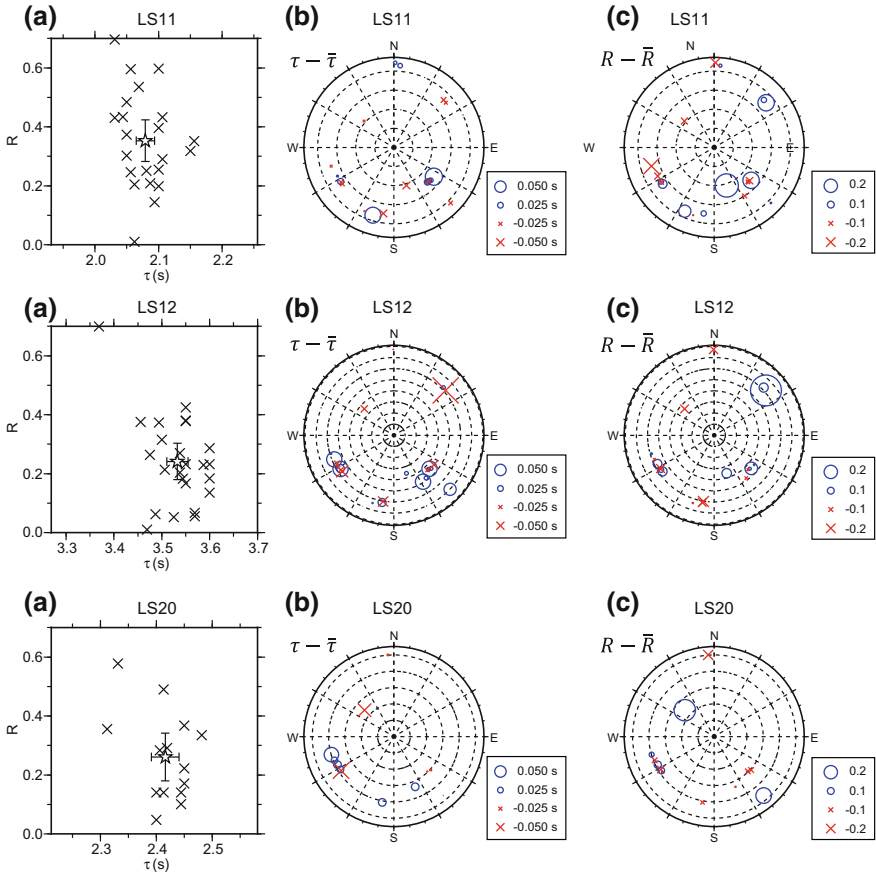 (a) LS11
R
0.6
0.4
0.2
0.0
2.0 2.1 2.2
τ (s)
(b) LS11
τ − τ̄
N
W E
S
0.050 s
0.025 s
-0.025 s
-0.050 s
(c) LS11
R − R̄
N
W E
S
0.2
0.1
-0.1
-0.2
(a) LS12
R
0.6
0.4
0.2
0.0
3.3 3.4 3.5 3.6 3.7
τ (s)
(b) LS12
τ − τ̄
N
W E
S
0.050 s
0.025 s
-0.025 s
-0.050 s
(c) LS12
R − R̄
N
W E
S
0.2
0.1
-0.1
-0.2
(a) LS20
R
0.6
0.4
0.2
0.0
2.3 2.4 2.5
τ (s)
(b) LS20
τ − τ̄
N
W E
S
0.050 s
0.025 s
-0.025 s
-0.050 s
(c) LS20
R − R̄
N
W E
S
0.2
0.1
-0.1
-0.2